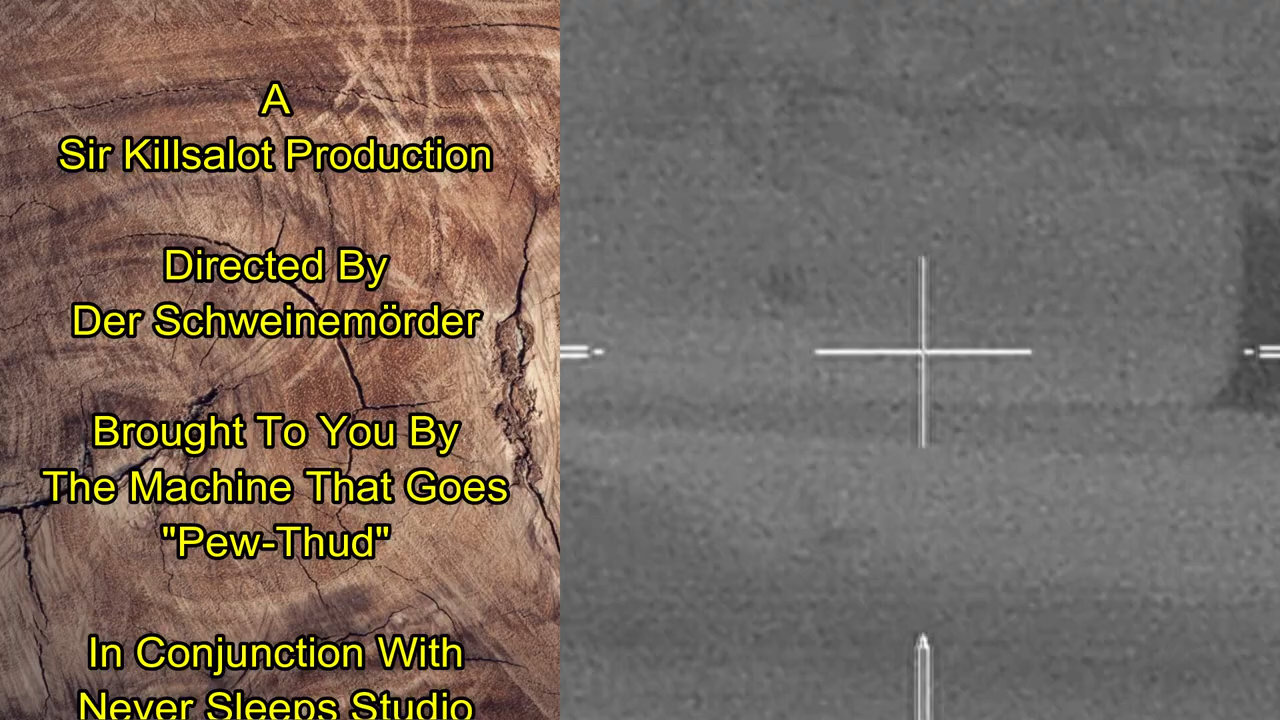 A
Sir Killsalot Production
Directed By
Der Schweinemörder
Brought To You By
The Machine That Goes
"Pew-Thud"
In Conjunction With
Never Sleeps Studio